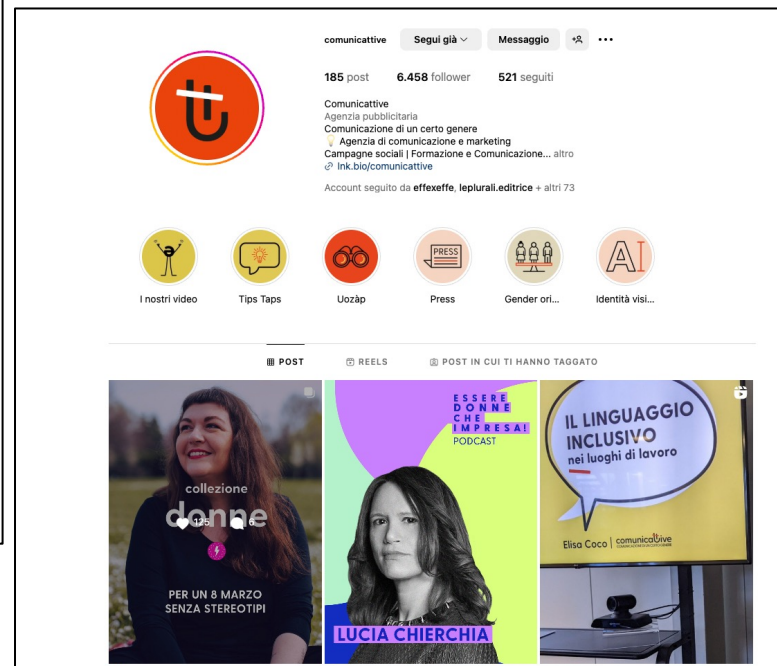 comunicattive Segui già Messaggio
185 post 6.458 follower 521 seguiti
Comunicattive
Agenzia pubblicitaria
Comunicazione di un certo genere
Agenzia di comunicazione e marketing
Campagne sociali | Formazione e Comunicazione... altro
lnk.bio/comunicattive
Account seguito da effexeffe, leplurali.editrice + altri 73
PRESS
AI
I nostri video Tips Taps Uozàp Press Gender ori... Identità visi...
POST REELS POST IN CUI TI HANNO TAGGATO
collezione
donne
125 6
PER UN 8 MARZO
SENZA STEREOTIPI
ESSERE
DONNE
CHE
IMPRESA!
PODCAST
LUCIA CHIERCHIA
IL LINGUAGGIO
INCLUSIVO
nei luoghi di lavoro
Elisa Coco | comunicattive